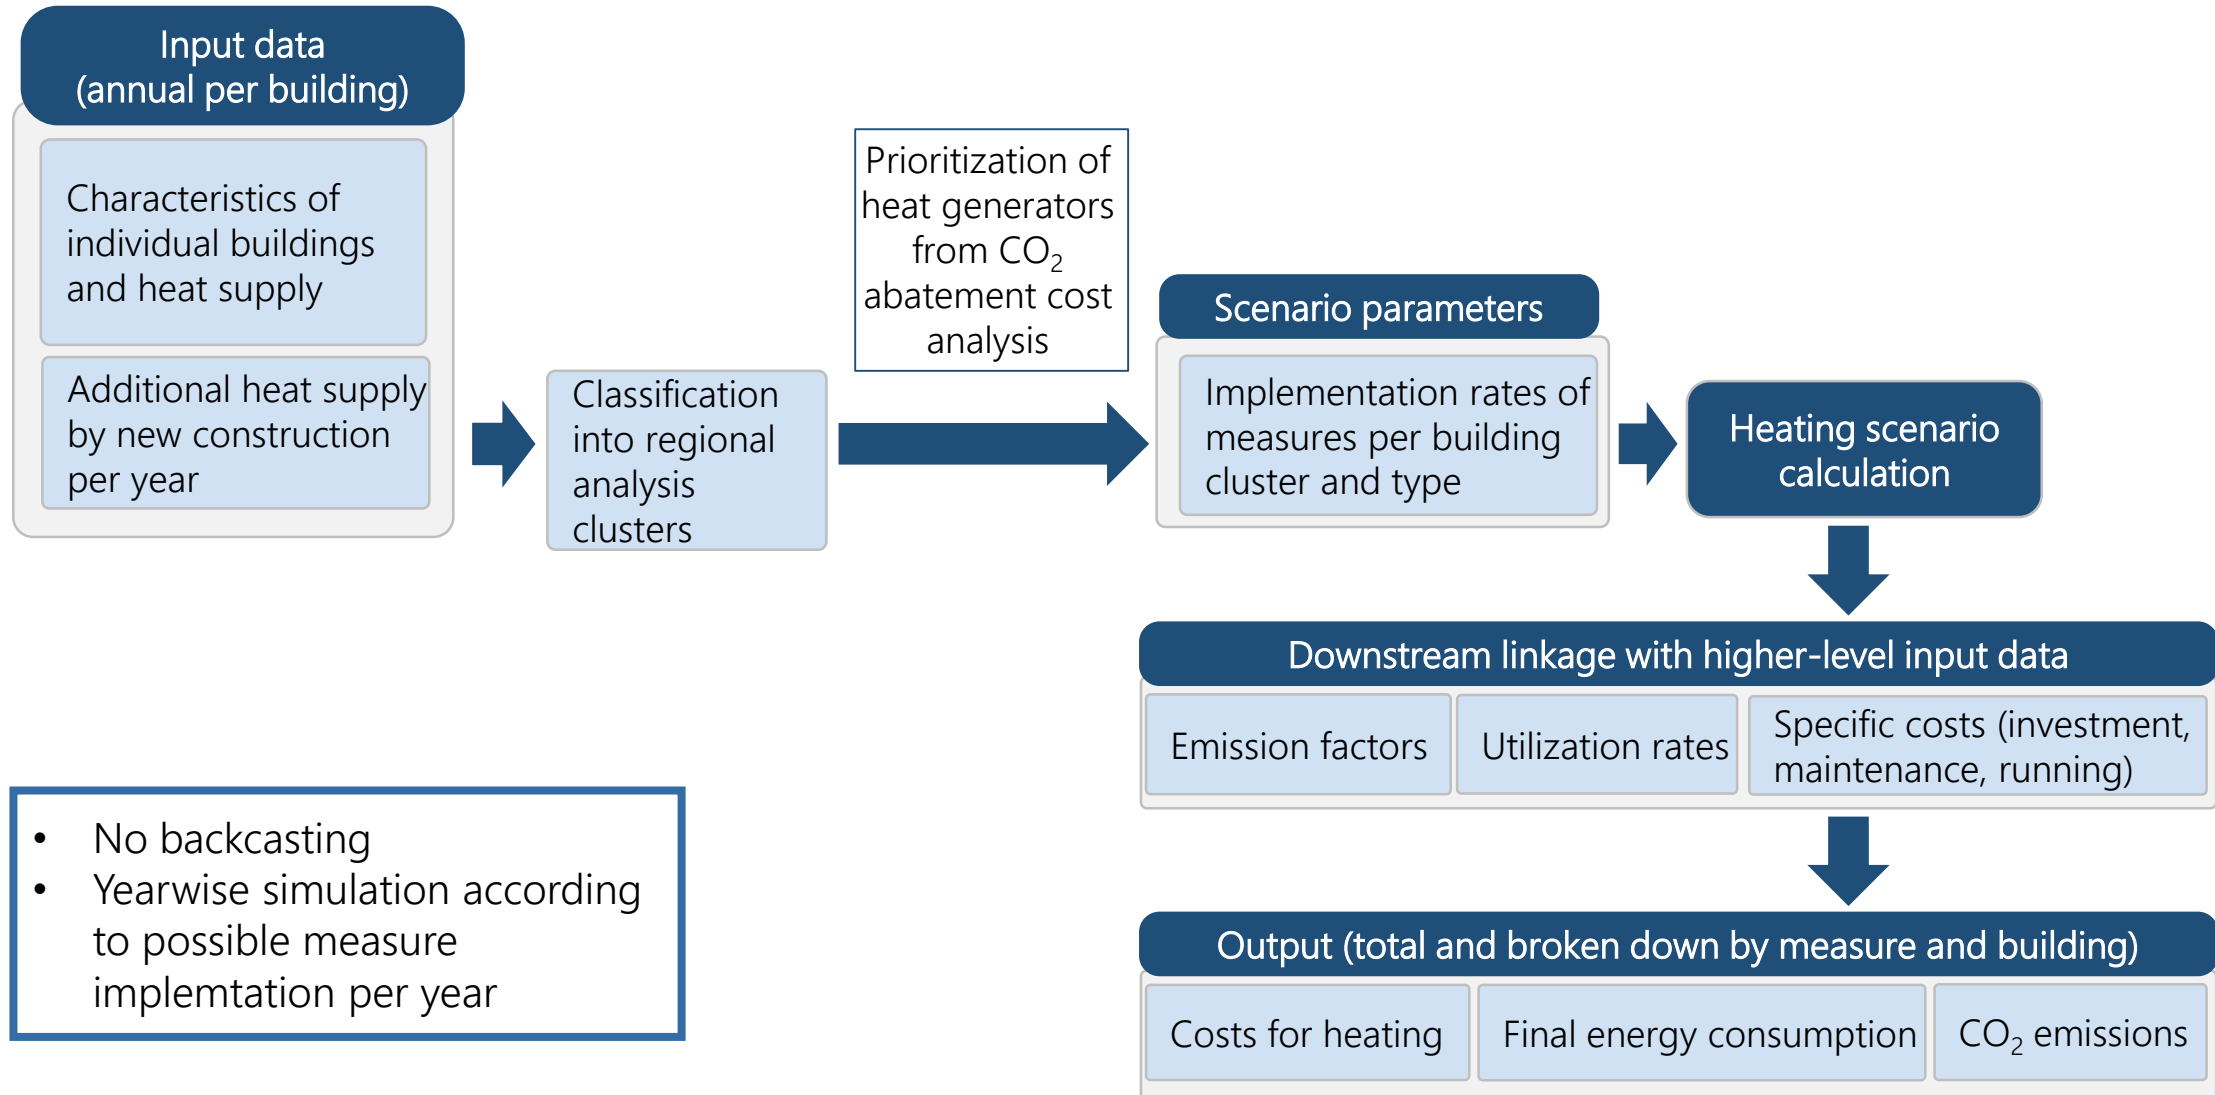 Input data
(annual per building)
Characteristics of
individual buildings
and heat supply
Additional heat supply
by new construction
per year
Classification
into regional
analysis
clusters
Prioritization of
heat generators
from CO₂
abatement cost
analysis
Scenario parameters
Implementation rates of
measures per building
cluster and type
Heating scenario
calculation
Downstream linkage with higher-level input data
Emission factors
Utilization rates
Specific costs (investment,
maintenance, running)
Output (total and broken down by measure and building)
Costs for heating
Final energy consumption
CO₂ emissions
• No backcasting
• Yearwise simulation according
to possible measure
implemtation per year